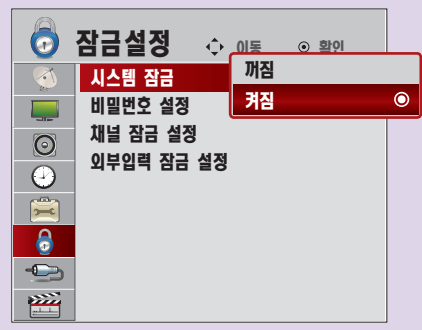 잠금설정 이동 확인
시스템 잠금
꺼짐
켜짐
비밀번호 설정
채널 잠금 설정
외부입력 잠금 설정